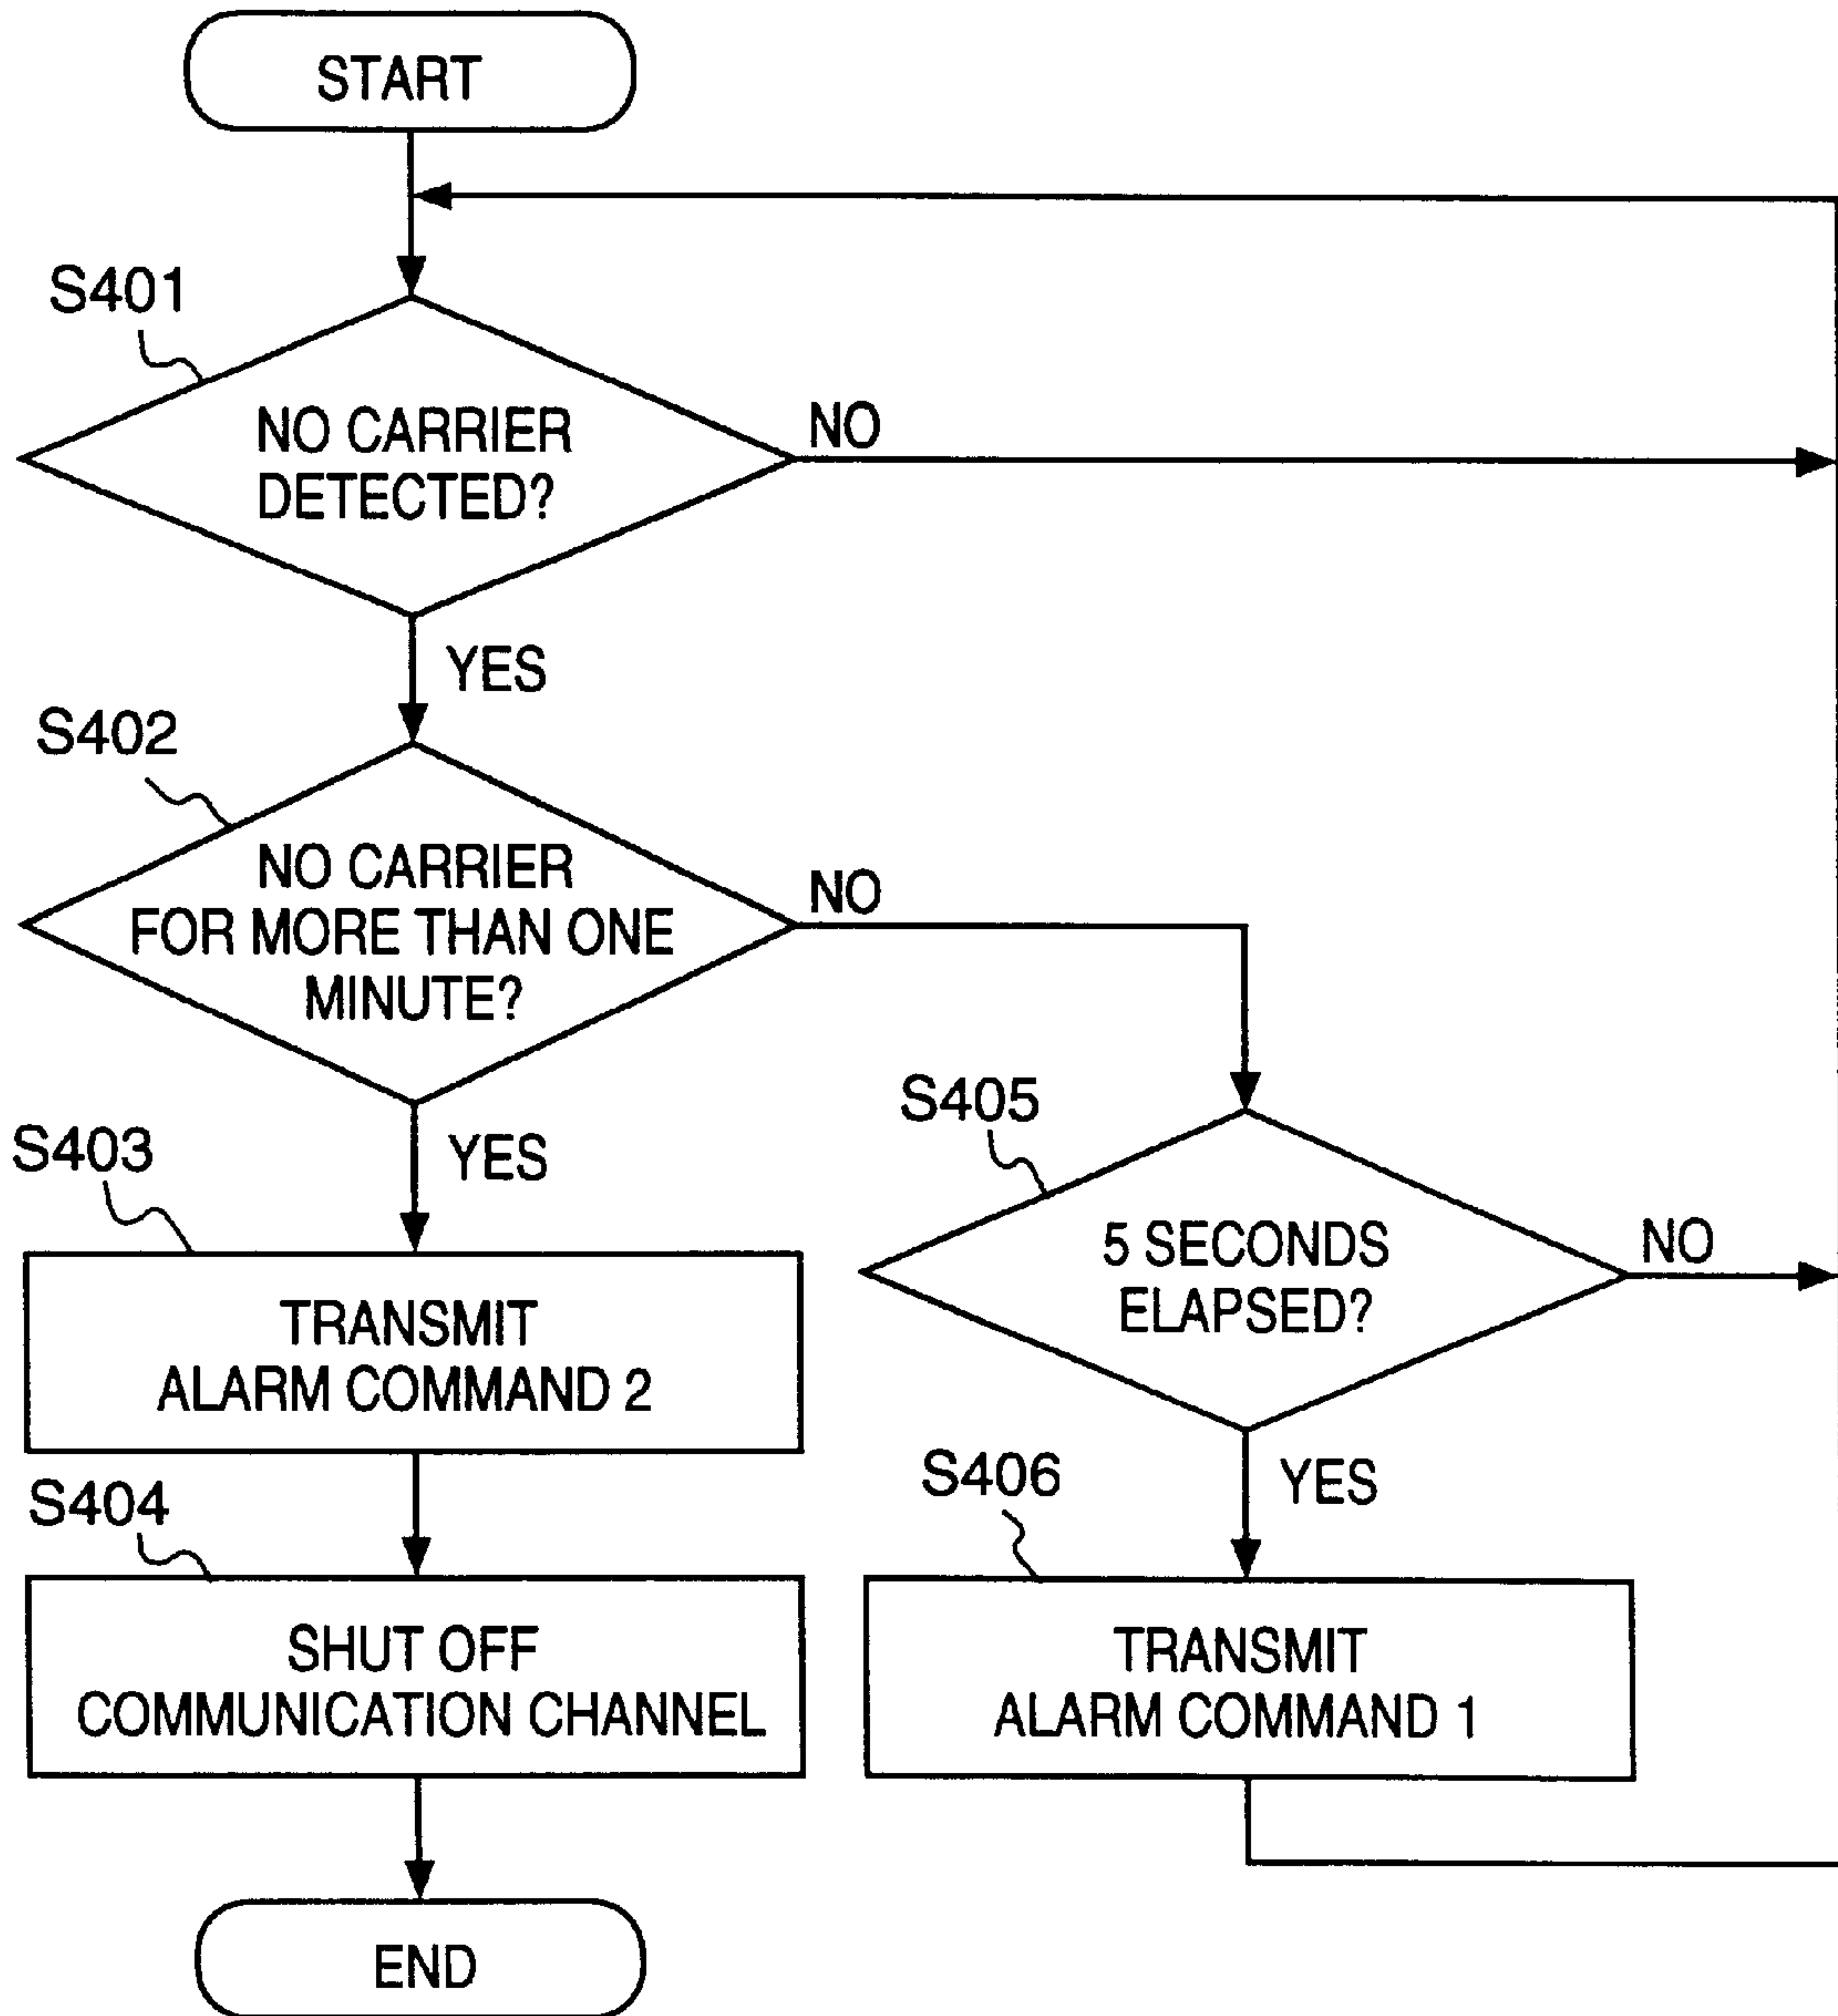 START
S401
NO CARRIER
DETECTED?
NO
YES
S402
NO CARRIER
FOR MORE THAN ONE
MINUTE?
NO
YES
S403
TRANSMIT
ALARM COMMAND 2
S404
SHUT OFF
COMMUNICATION CHANNEL
END
S405
5 SECONDS
ELAPSED?
NO
YES
S406
TRANSMIT
ALARM COMMAND 1